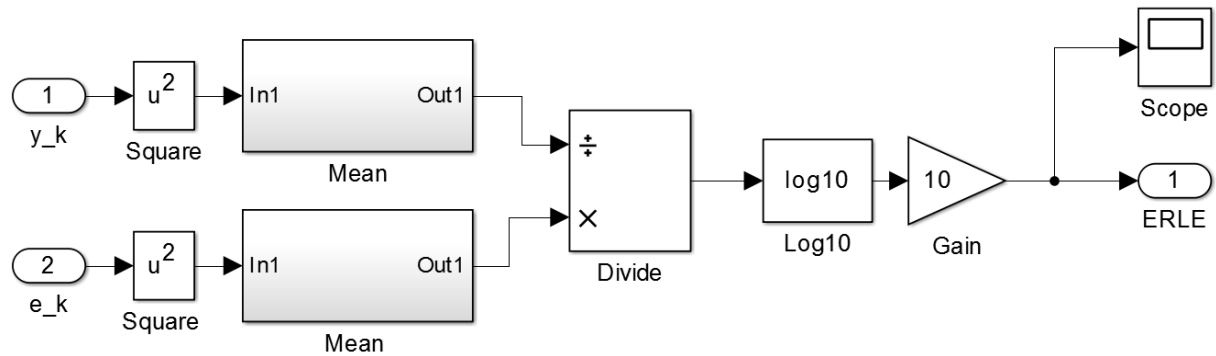 1
y_k
u²
Square
In1
Out1
Mean
2
e_k
u²
Square
In1
Out1
Mean
÷
×
Divide
log10
Log10
10
Gain
Scope
1
ERLE